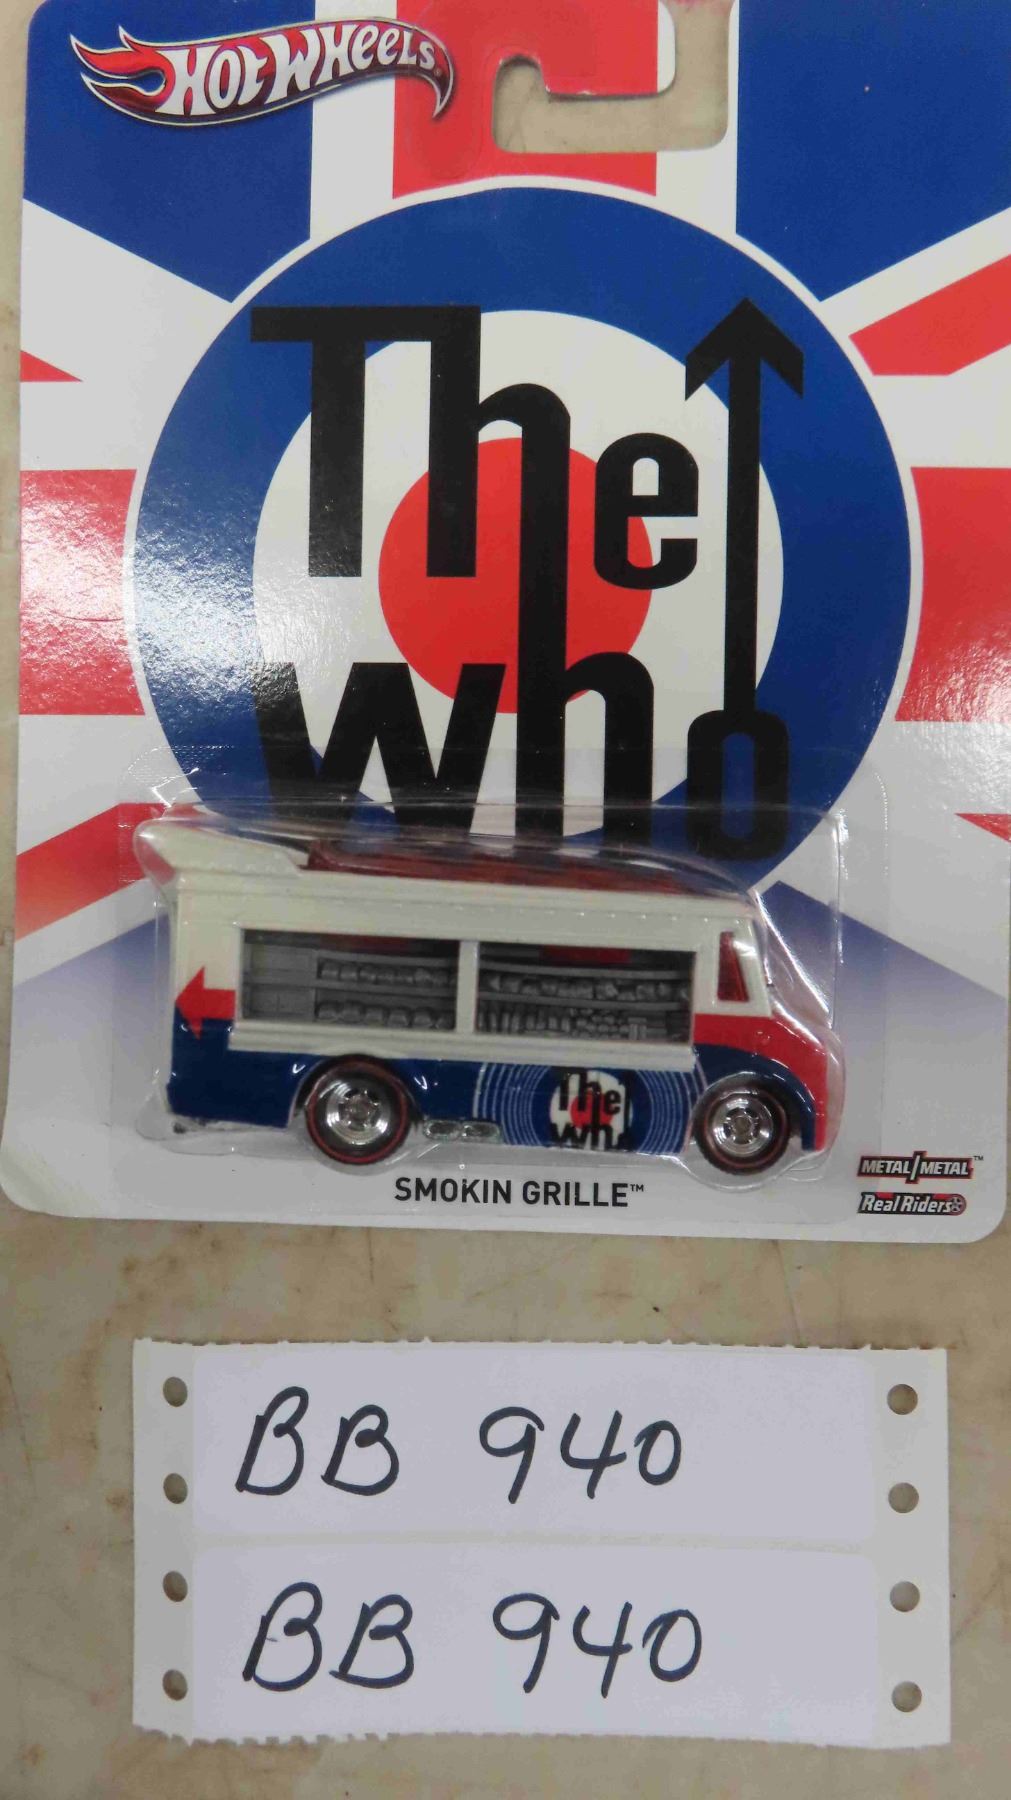 HOT WHEELS
The
who
The
Who
SMOKIN GRILLE™
METAL/METAL™
Real Riders
BB 940
BB 940